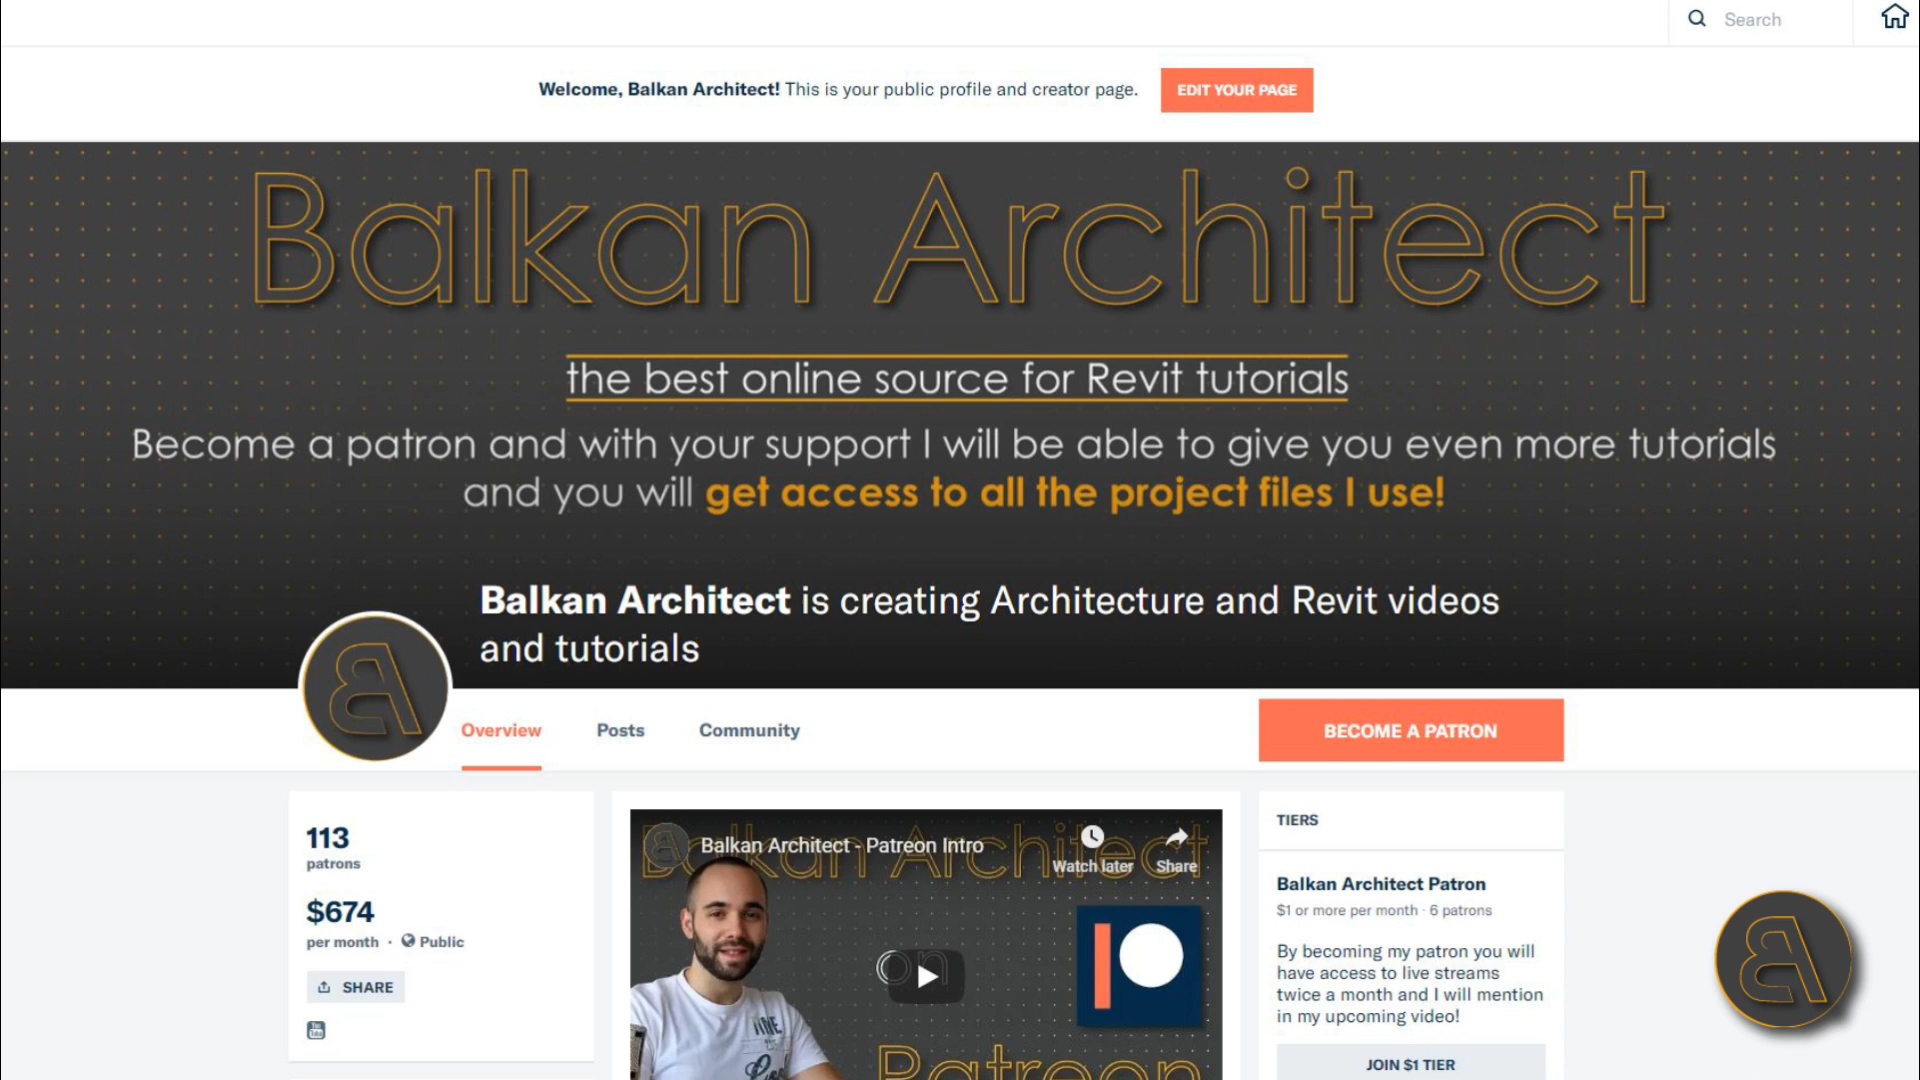 Search
Welcome, Balkan Architect! This is your public profile and creator page.
EDIT YOUR PAGE
Balkan Architect
the best online source for Revit tutorials
Become a patron and with your support I will be able to give you even more tutorials
and you will get access to all the project files I use!
Balkan Architect is creating Architecture and Revit videos
and tutorials
Overview
Posts
Community
BECOME A PATRON
113
patrons
$674
per month · Public
SHARE
Balkan Architect
Balkan Architect - Patreon Intro
Watch later
Share
on
Patreon
TIERS
Balkan Architect Patron
$1 or more per month · 6 patrons
By becoming my patron you will
have access to live streams
twice a month and I will mention
in my upcoming video!
JOIN $1 TIER